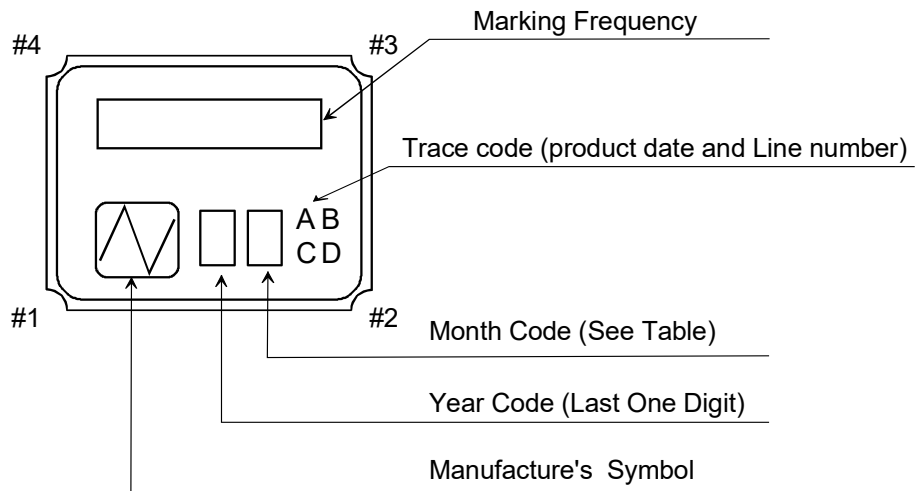 Marking Frequency
#4
#3
Trace code (product date and Line number)
A B
C D
#1
#2
Month Code (See Table)
Year Code (Last One Digit)
Manufacture's Symbol